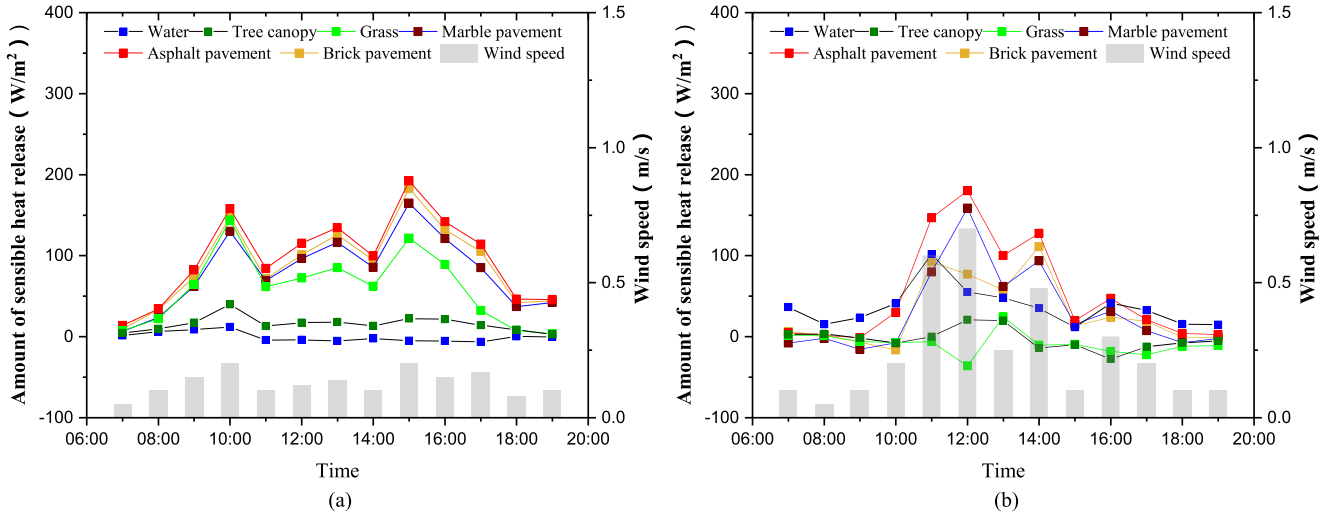 Water Tree canopy Grass Marble pavement
Asphalt pavement Brick pavement Wind speed
Amount of sensible heat release ( W/m² ))
400
300
200
100
0
-100
1.5
1.0
0.5
0.0
Wind speed ( m/s )
06:00 08:00 10:00 12:00 14:00 16:00 18:00 20:00
Time
(a)
Water Tree canopy Grass Marble pavement
Asphalt pavement Brick pavement Wind speed
Amount of sensible heat release ( W/m² ))
400
300
200
100
0
-100
1.5
1.0
0.5
0.0
Wind speed ( m/s )
06:00 08:00 10:00 12:00 14:00 16:00 18:00 20:00
Time
(b)